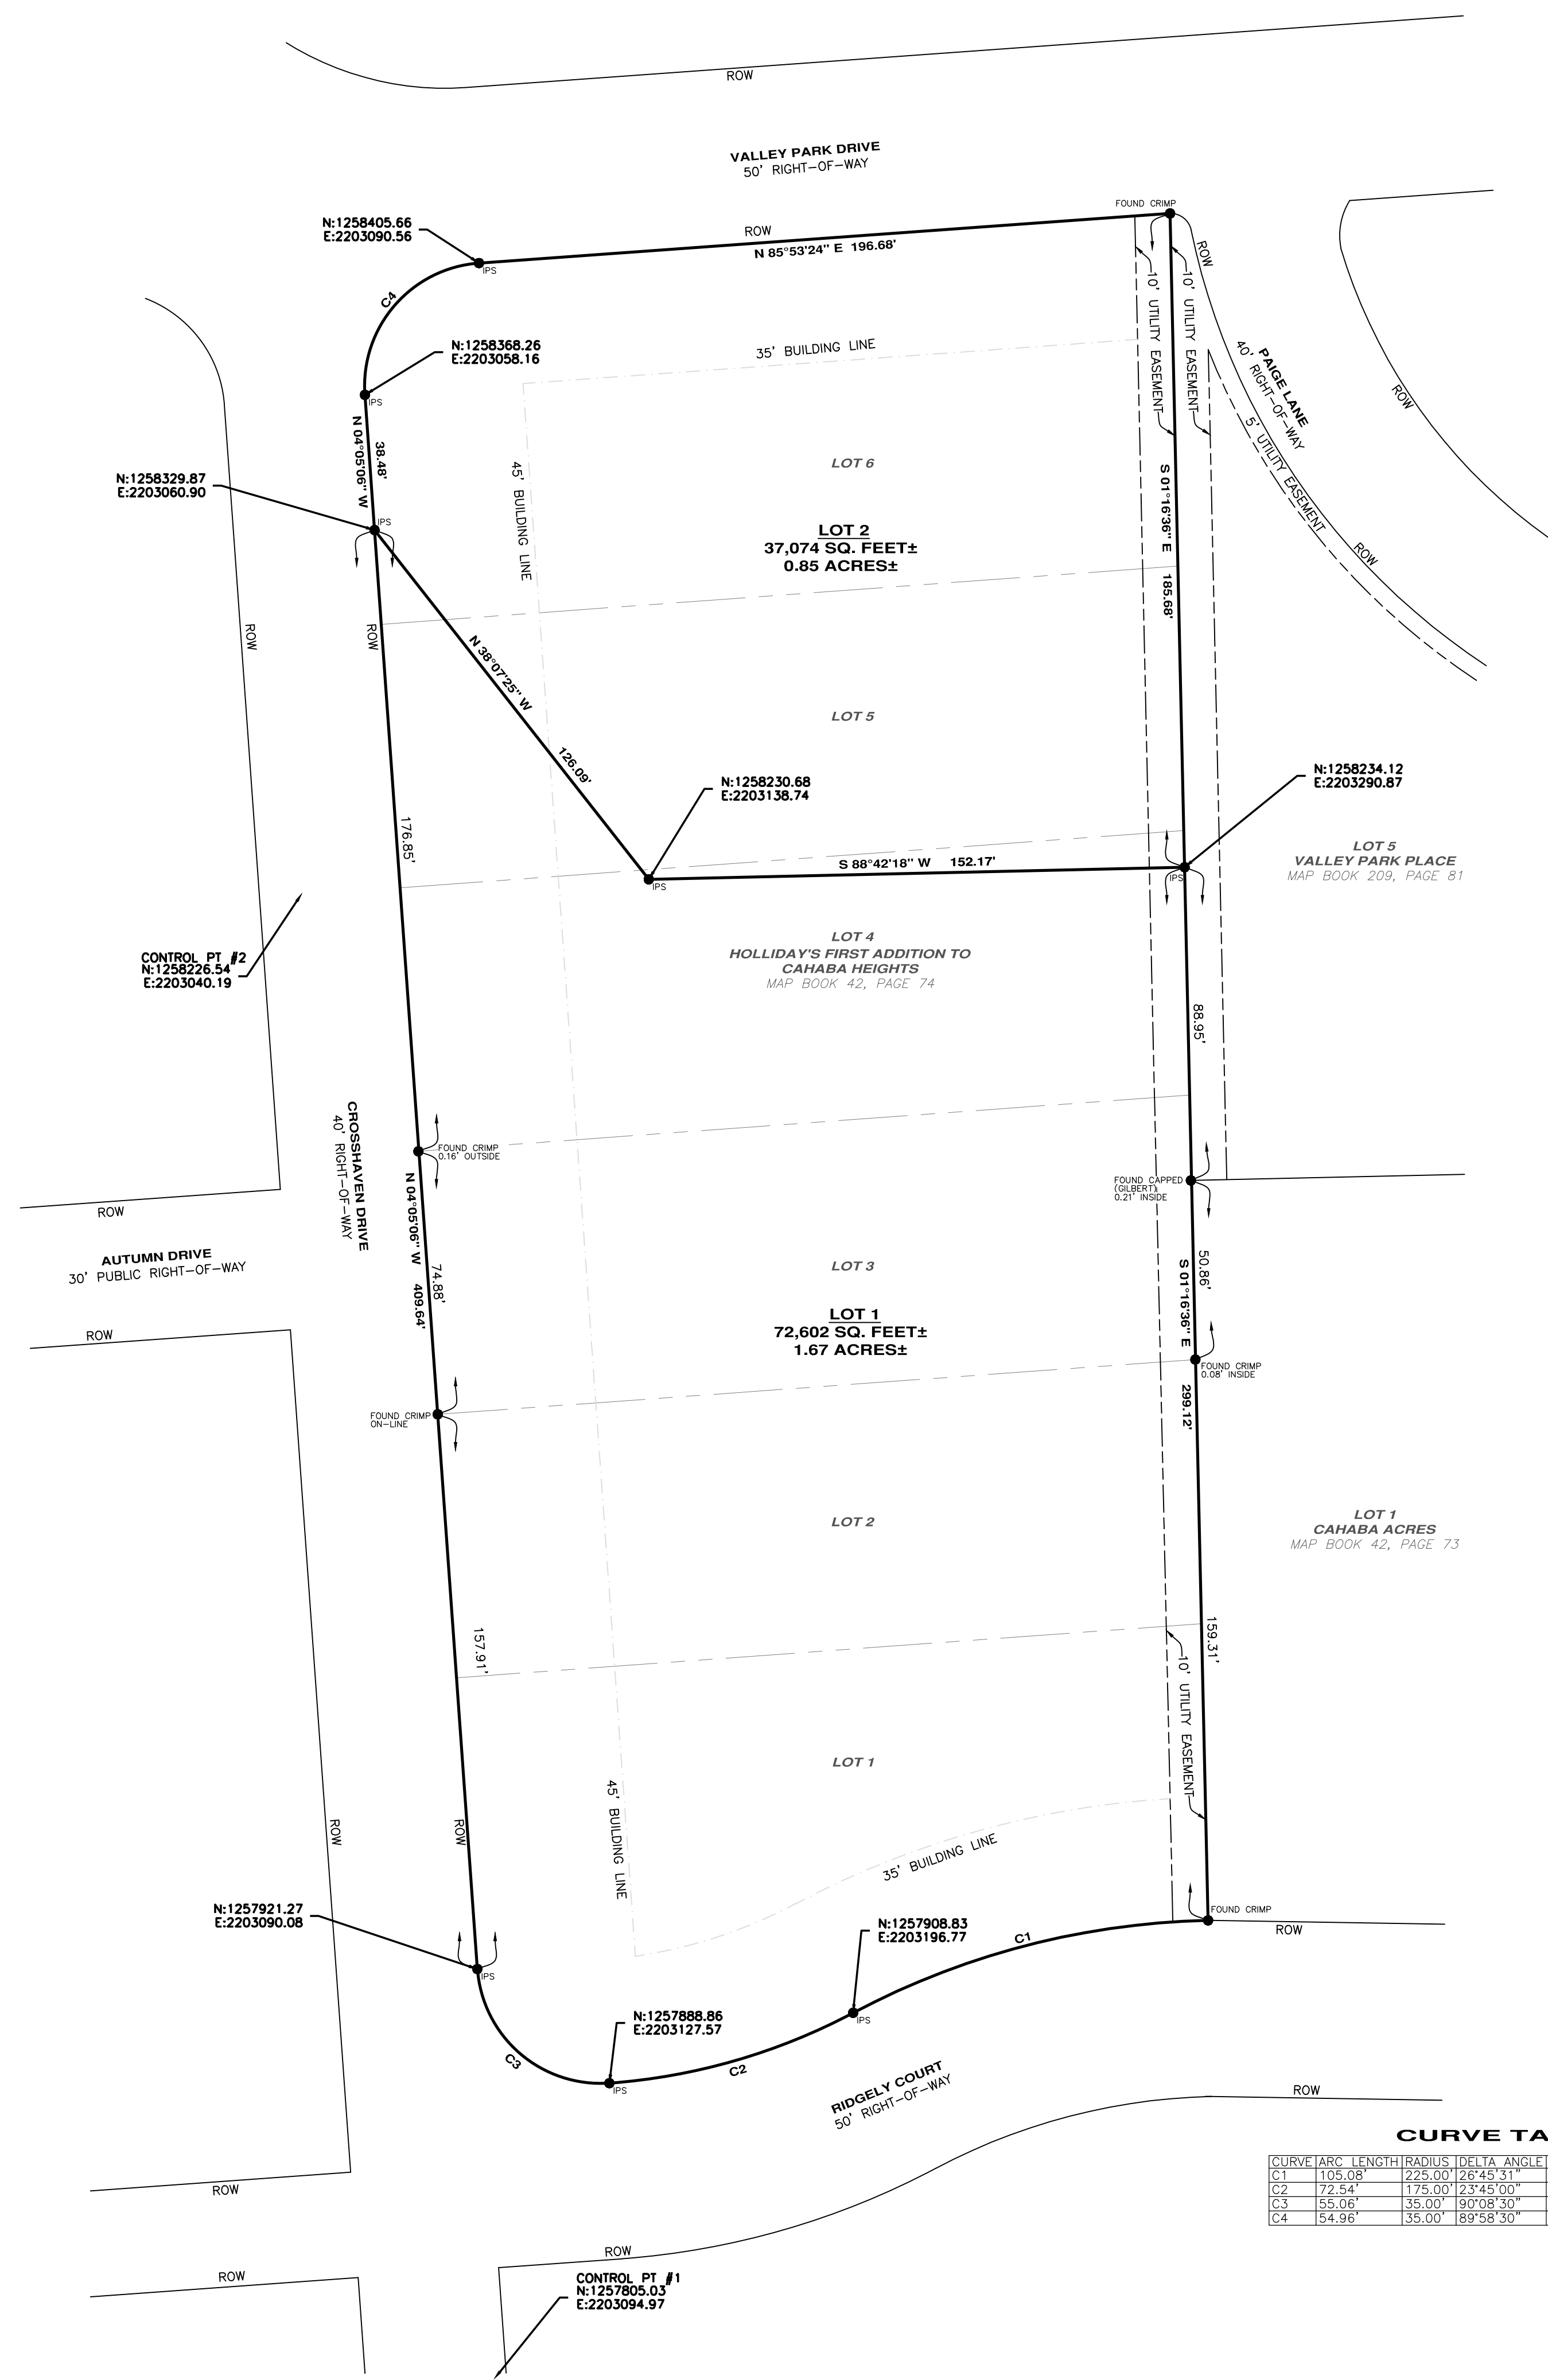 ROW
VALLEY PARK DRIVE
50' RIGHT-OF-WAY
FOUND CRIMP
N:1258405.66
E:2203090.56
IPS
ROW
N 85°53'24" E 196.68'
ROW
C4
10' UTILITY EASEMENT
10' UTILITY EASEMENT
N:1258368.26
E:2203058.16
IPS
35' BUILDING LINE
PAIGE LANE
40' RIGHT-OF-WAY
ROW
5' UTILITY EASEMENT
ROW
N 04°05'06" W
38.48'
45' BUILDING LINE
LOT 6
N:1258329.87
E:2203060.90
IPS
LOT 2
37,074 SQ. FEET±
0.85 ACRES±
S 01°16'36" E 185.68'
ROW
ROW
N 38°07'25" W
126.09'
LOT 5
N:1258230.68
E:2203138.74
IPS
N:1258234.12
E:2203290.87
IPS
176.85'
S 88°42'18" W 152.17'
LOT 5
VALLEY PARK PLACE
MAP BOOK 209, PAGE 81
CONTROL PT #2
N:1258226.54
E:2203040.19
LOT 4
HOLLIDAY'S FIRST ADDITION TO
CAHABA HEIGHTS
MAP BOOK 42, PAGE 74
88.95'
CROSSHAVEN DRIVE
40' RIGHT-OF-WAY
FOUND CRIMP
0.16' OUTSIDE
FOUND CAPPED
(GILBERT)
0.21' INSIDE
ROW
AUTUMN DRIVE
30' PUBLIC RIGHT-OF-WAY
ROW
N 04°05'06" W 409.64'
74.88'
LOT 3
LOT 1
72,602 SQ. FEET±
1.67 ACRES±
50.86'
S 01°16'36" E
299.12'
FOUND CRIMP
0.08' INSIDE
FOUND CRIMP
ON-LINE
LOT 2
LOT 1
CAHABA ACRES
MAP BOOK 42, PAGE 73
157.91'
159.31'
10' UTILITY EASEMENT
LOT 1
ROW
ROW
45' BUILDING LINE
35' BUILDING LINE
N:1257921.27
E:2203090.08
IPS
FOUND CRIMP
ROW
N:1257908.83
E:2203196.77
IPS
C1
N:1257888.86
E:2203127.57
IPS
C3
C2
RIDGELY COURT
50' RIGHT-OF-WAY
ROW
CURVE TA
CURVE ARC LENGTH RADIUS DELTA ANGLE
C1 105.08' 225.00' 26°45'31"
C2 72.54' 175.00' 23°45'00"
C3 55.06' 35.00' 90°08'30"
C4 54.96' 35.00' 89°58'30"
ROW
ROW
ROW
CONTROL PT #1
N:1257805.03
E:2203094.97